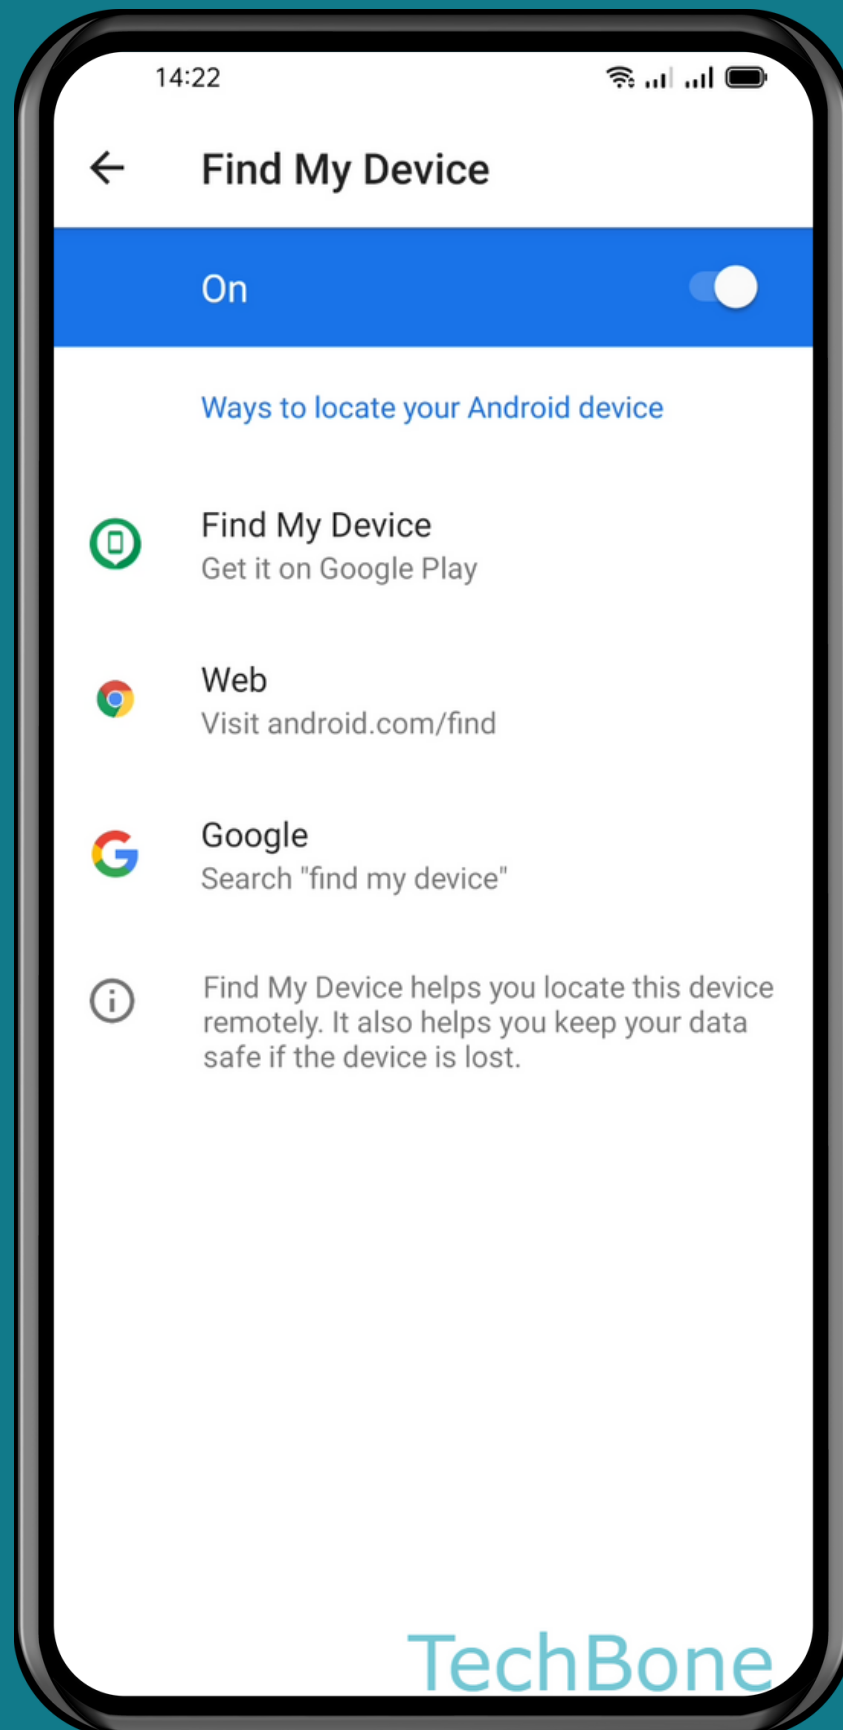 14:22
Find My Device
On
Ways to locate your Android device
Find My Device
Get it on Google Play
Web
Visit android.com/find
Google
Search "find my device"
Find My Device helps you locate this device
remotely. It also helps you keep your data
safe if the device is lost.
TechBone